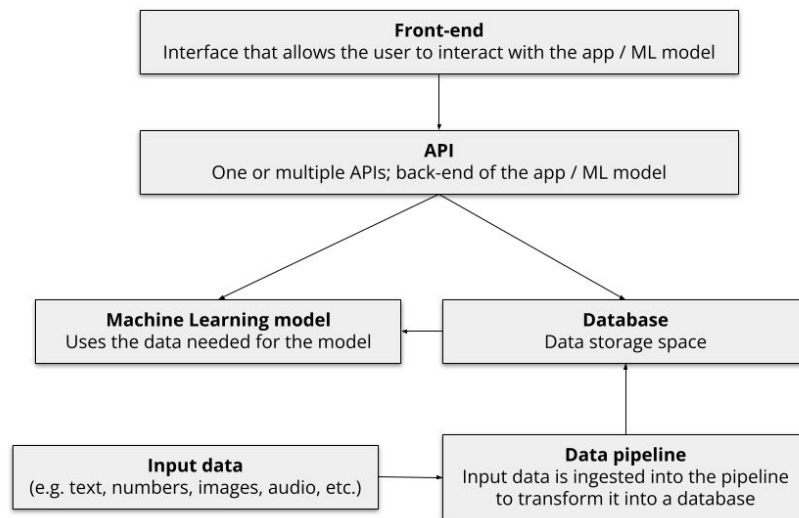 Front-end
Interface that allows the user to interact with the app / ML model
API
One or multiple APIs; back-end of the app / ML model
Machine Learning model
Uses the data needed for the model
Database
Data storage space
Input data
(e.g. text, numbers, images, audio, etc.)
Data pipeline
Input data is ingested into the pipeline
to transform it into a database